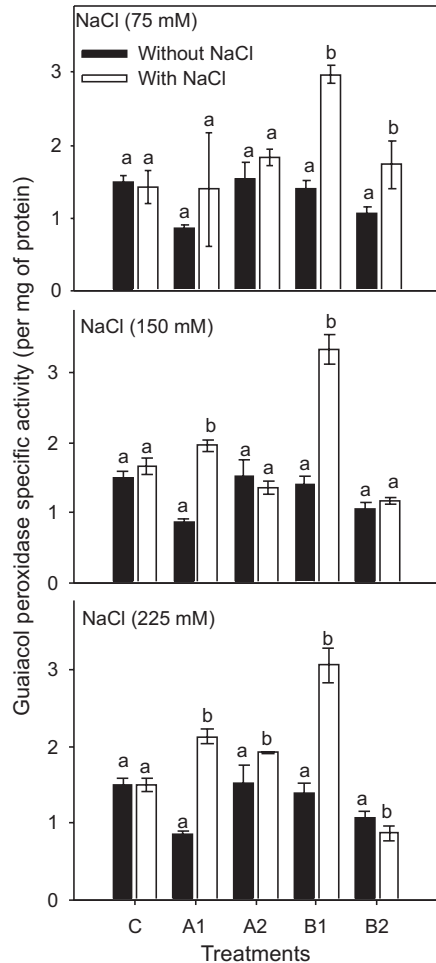 NaCl (75 mM)
Without NaCl
With NaCl
3
2
1
0
a a a a a a a b a b
NaCl (150 mM)
3
2
1
0
a a a b a a a b a a
NaCl (225 mM)
3
2
1
0
a a a b a b a b a b
C A1 A2 B1 B2
Treatments
Guaiacol peroxidase specific activity (per mg of protein)